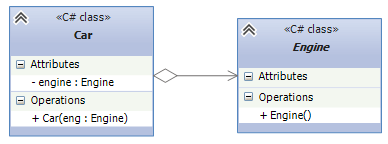 «C# class»
Car
Attributes
- engine : Engine
Operations
+ Car(eng : Engine)
«C# class»
Engine
Attributes
Operations
+ Engine()